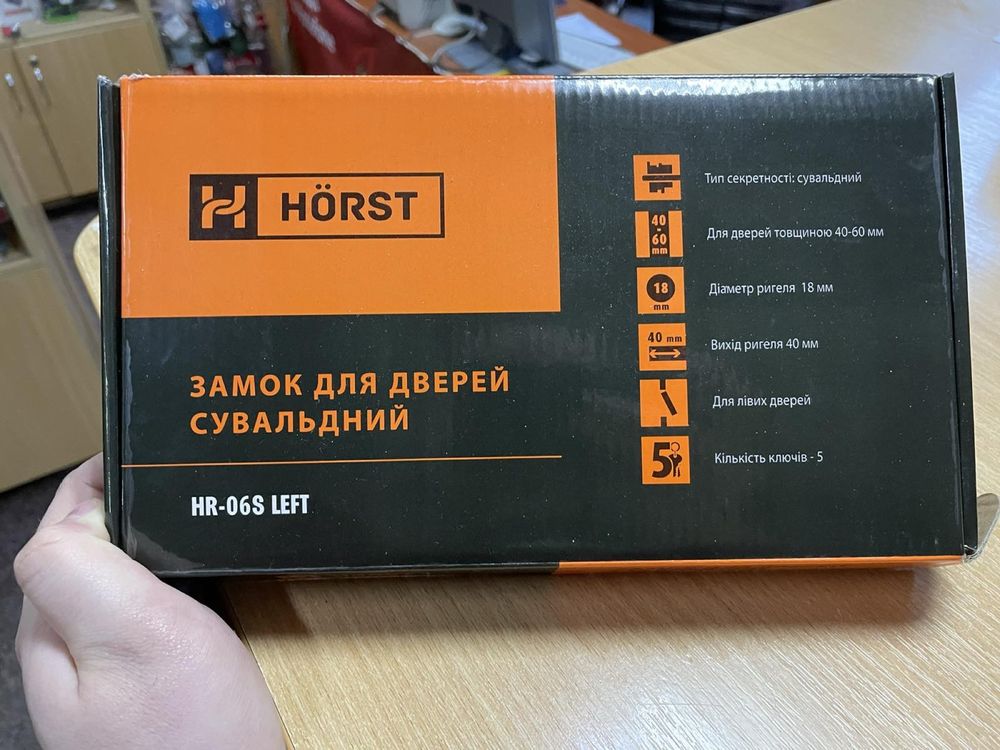 HÖRST
ЗАМОК ДЛЯ ДВЕРЕЙ
СУВАЛЬДНИЙ
HR-06S LEFT
Тип секретності: сувальдний
40
-
60
mm
Для дверей товщиною 40-60 мм
18
mm
Діаметр ригеля 18 мм
40 mm
Вихід ригеля 40 мм
Для лівих дверей
5
Кількість ключів - 5